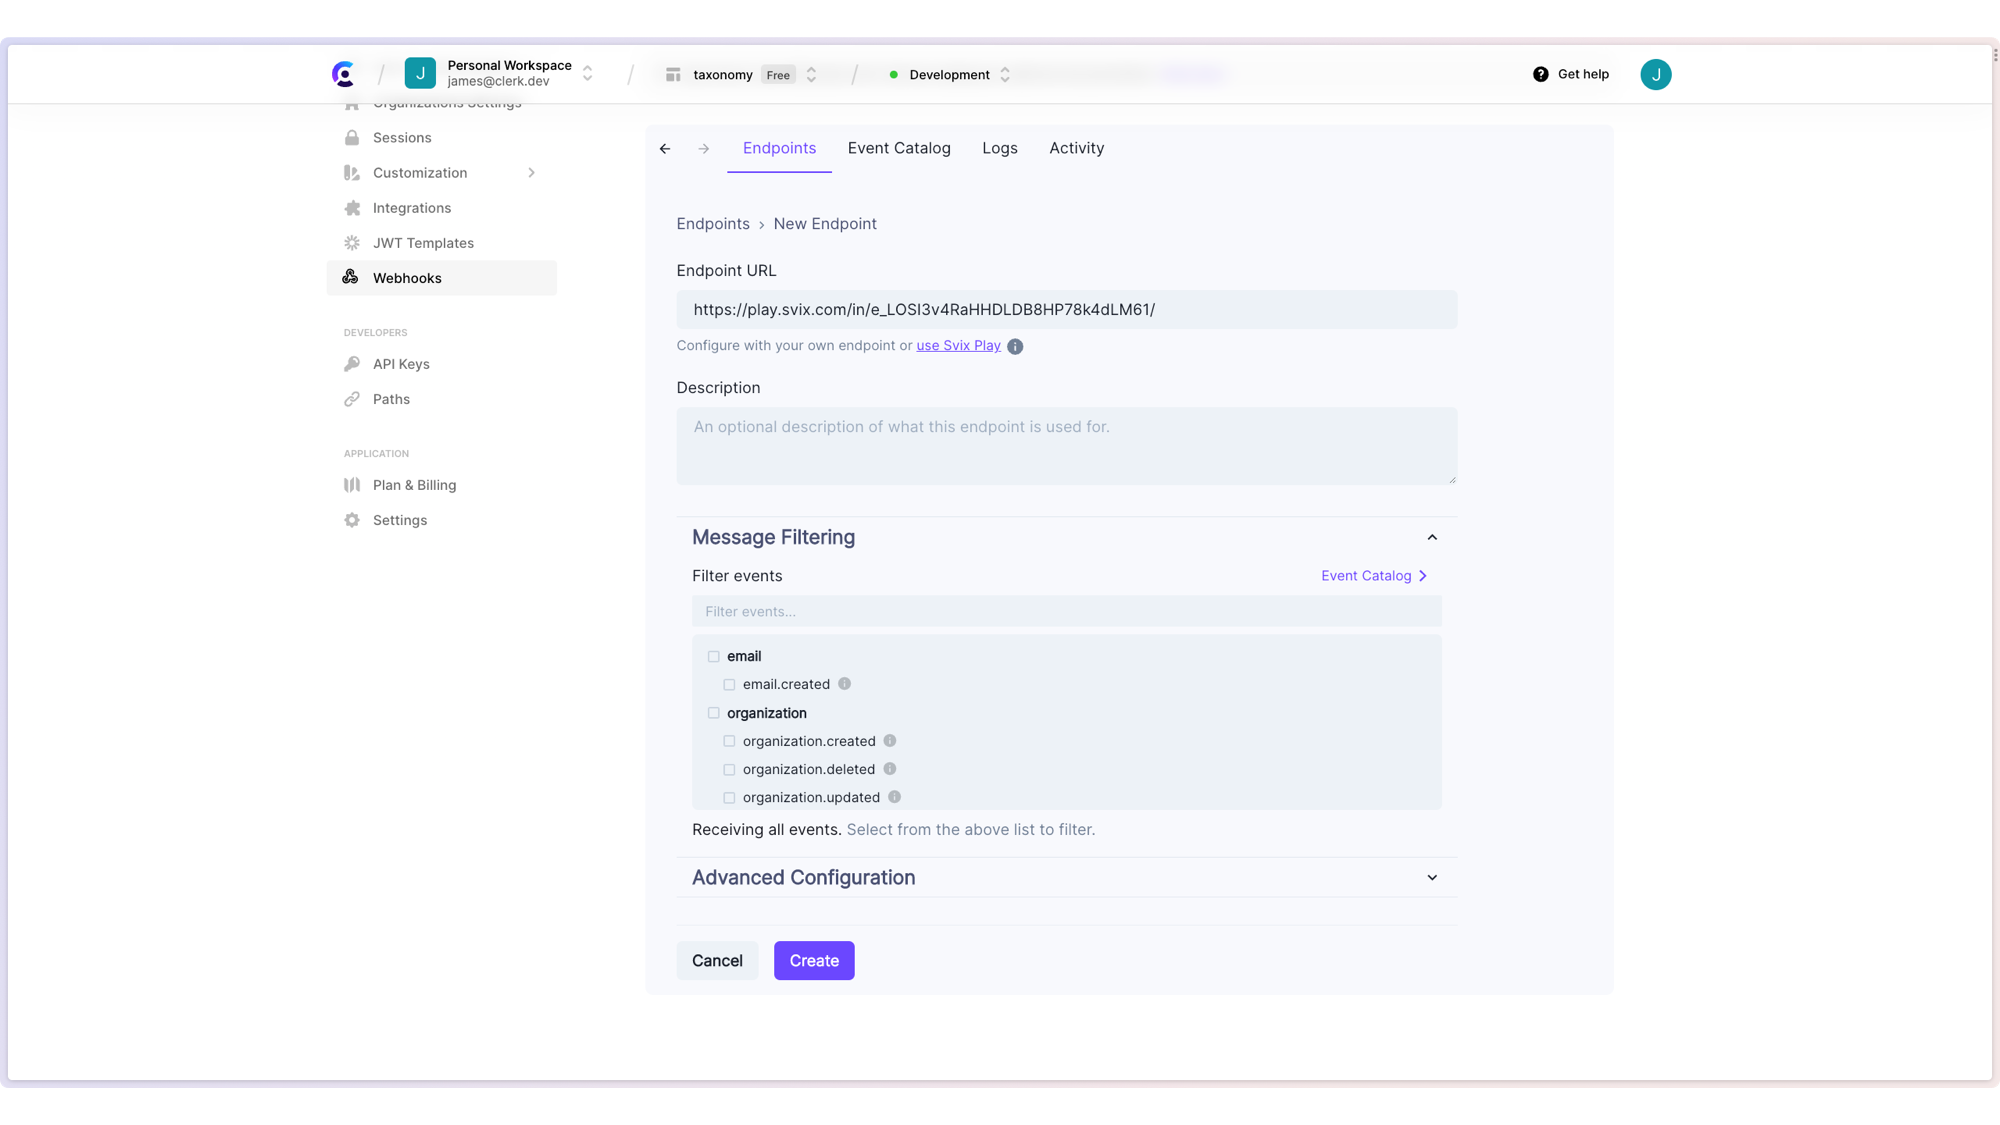 Personal Workspace
james@clerk.dev
taxonomy Free
Development
Get help
J
J
Organizations Settings
Sessions
Customization
Integrations
JWT Templates
Webhooks
DEVELOPERS
API Keys
Paths
APPLICATION
Plan & Billing
Settings
Endpoints Event Catalog Logs Activity
Endpoints > New Endpoint
Endpoint URL
https://play.svix.com/in/e_LOSI3v4RaHHDLDB8HP78k4dLM61/
Configure with your own endpoint or use Svix Play
Description
An optional description of what this endpoint is used for.
Message Filtering
Filter events
Event Catalog
Filter events...
email
email.created
organization
organization.created
organization.deleted
organization.updated
Receiving all events. Select from the above list to filter.
Advanced Configuration
Cancel
Create